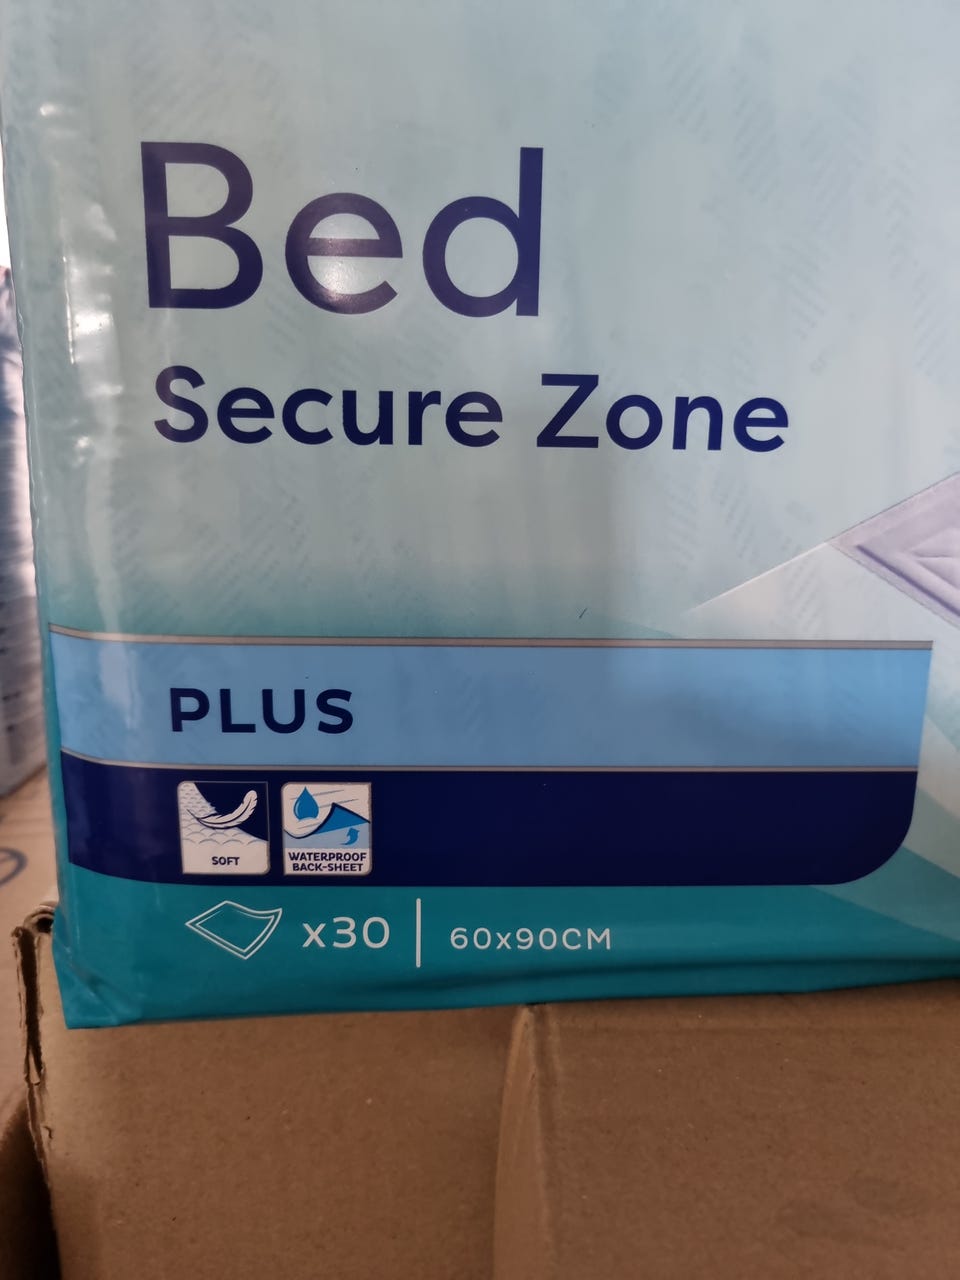 Bed
Secure Zone
PLUS
SOFT
WATERPROOF
BACK-SHEET
x30 | 60x90CM